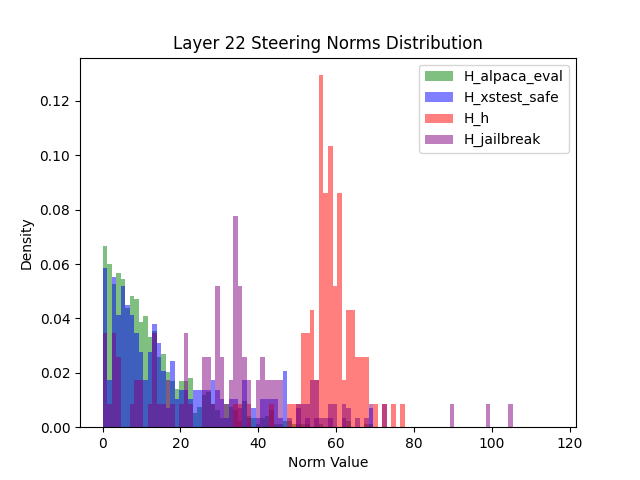 Layer 22 Steering Norms Distribution
H_alpaca_eval
H_xstest_safe
H_h
H_jailbreak
0.12
0.10
0.08
0.06
0.04
0.02
0.00
Density
0 20 40 60 80 100 120
Norm Value